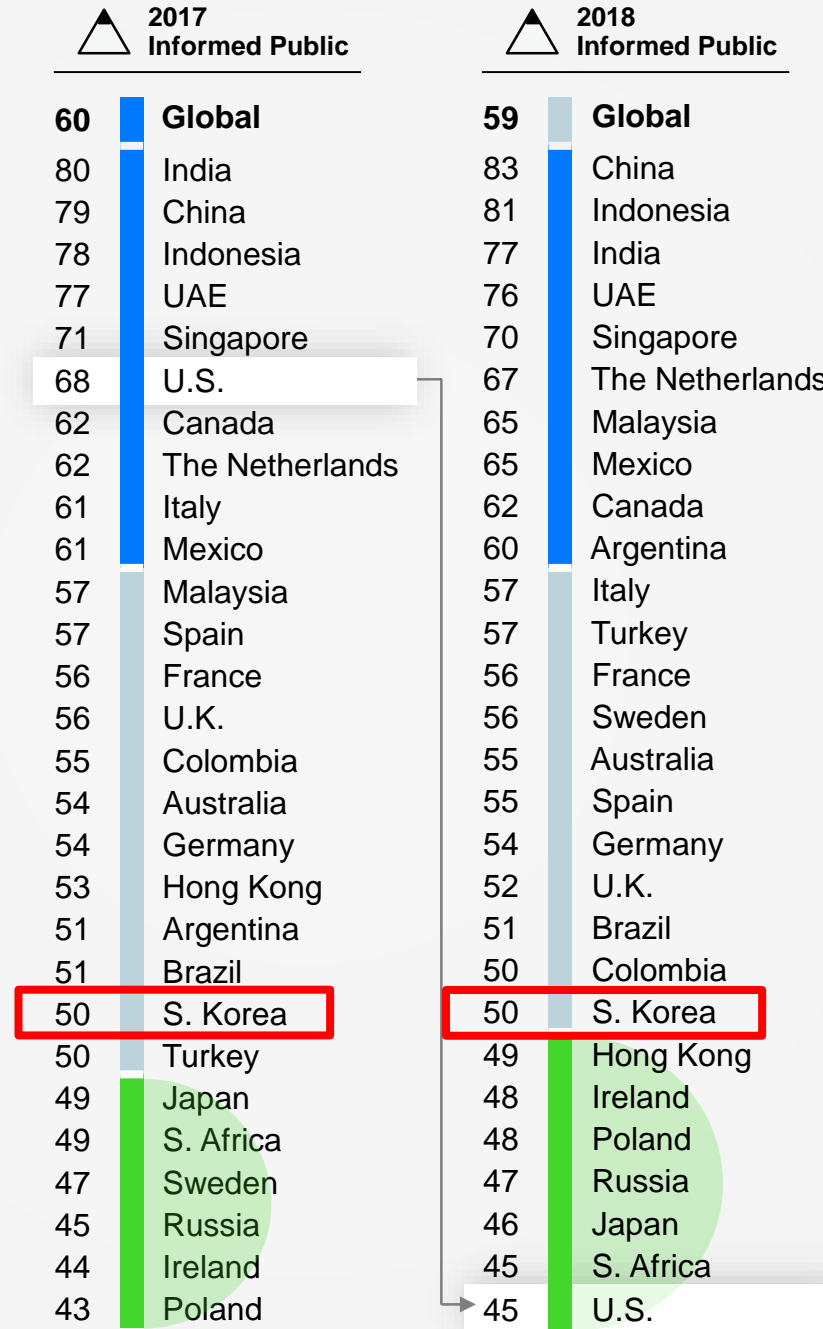 2017
Informed Public
60 Global
80 India
79 China
78 Indonesia
77 UAE
71 Singapore
68 U.S.
62 Canada
62 The Netherlands
61 Italy
61 Mexico
57 Malaysia
57 Spain
56 France
56 U.K.
55 Colombia
54 Australia
54 Germany
53 Hong Kong
51 Argentina
51 Brazil
50 S. Korea
50 Turkey
49 Japan
49 S. Africa
47 Sweden
45 Russia
44 Ireland
43 Poland
2018
Informed Public
59 Global
83 China
81 Indonesia
77 India
76 UAE
70 Singapore
67 The Netherlands
65 Malaysia
65 Mexico
62 Canada
60 Argentina
57 Italy
57 Turkey
56 France
56 Sweden
55 Australia
55 Spain
54 Germany
52 U.K.
51 Brazil
50 Colombia
50 S. Korea
49 Hong Kong
48 Ireland
48 Poland
47 Russia
46 Japan
45 S. Africa
45 U.S.